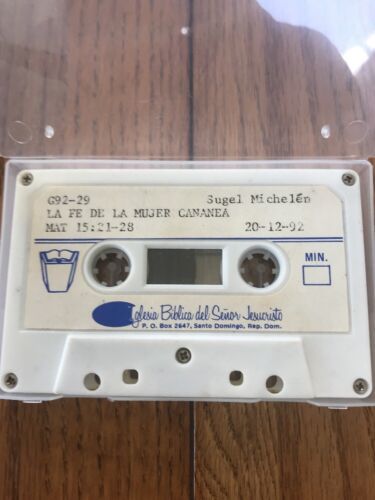 G92-29 Sugel Michelén
LA FE DE LA MUJER CANANEA
MAT 15:21-28 20-12-92
MIN.
Iglesia Bíblica del Señor Jesucristo
P. O. Box 2647, Santo Domingo, Rep. Dom.